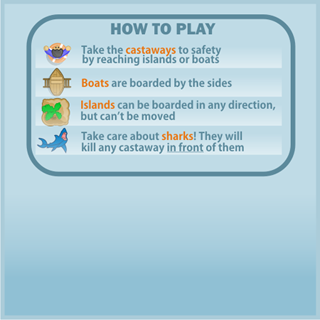 HOW TO PLAY
Take the castaways to safety
by reaching islands or boats
Boats are boarded by the sides
Islands can be boarded in any direction,
but can't be moved
Take care about sharks! They will
kill any castaway in front of them